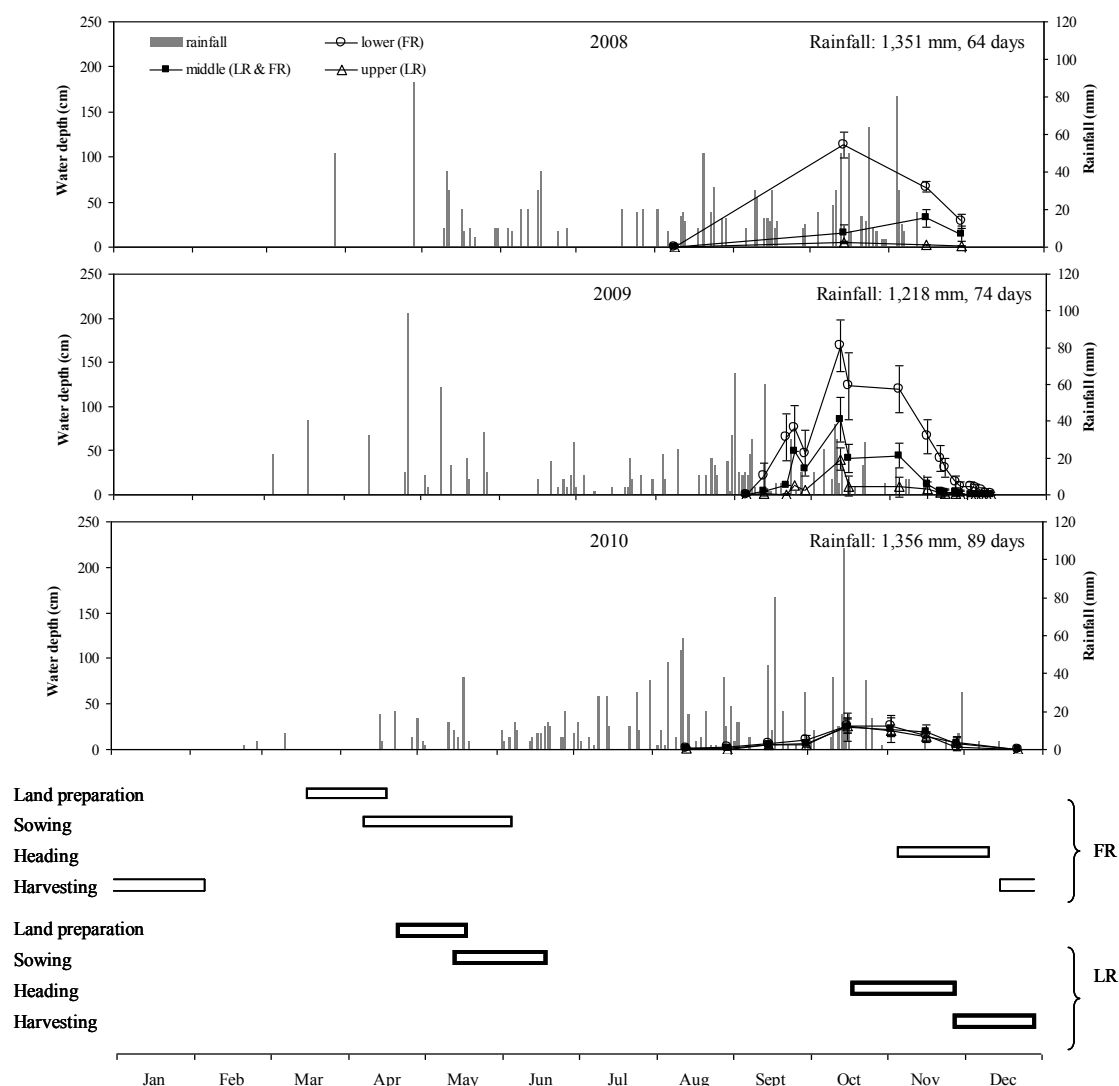 250
200
150
100
50
0
Water depth (cm)
rainfall
lower (FR)
middle (LR & FR)
upper (LR)
2008
Rainfall: 1,351 mm, 64 days
120
100
80
60
40
20
0
Rainfall (mm)
250
200
150
100
50
0
Water depth (cm)
2009
Rainfall: 1,218 mm, 74 days
120
100
80
60
40
20
0
Rainfall (mm)
250
200
150
100
50
0
Water depth (cm)
2010
Rainfall: 1,356 mm, 89 days
120
100
80
60
40
20
0
Rainfall (mm)
Land preparation
Sowing
Heading
Harvesting
FR
Land preparation
Sowing
Heading
Harvesting
LR
Jan Feb Mar Apr May Jun Jul Aug Sept Oct Nov Dec